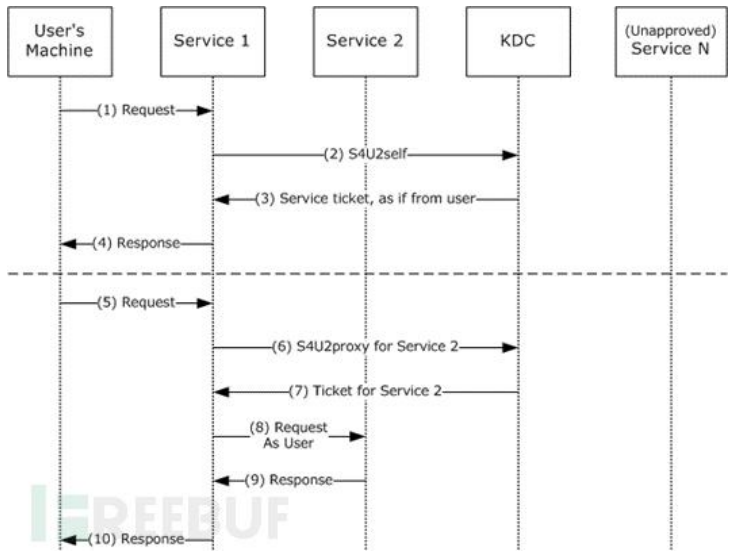 User's
Machine
Service 1
Service 2
KDC
(Unapproved)
Service N
(1) Request
(2) S4U2self
(3) Service ticket, as if from user
(4) Response
(5) Request
(6) S4U2proxy for Service 2
(7) Ticket for Service 2
(8) Request
As User
(9) Response
REEBUF
(10) Response